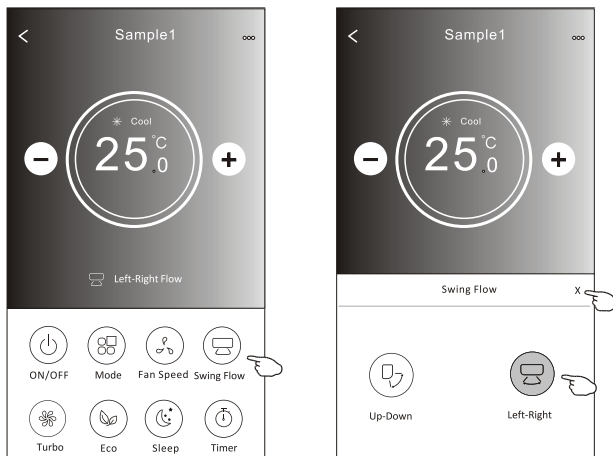 Sample1
Cool
25.0°C
Left-Right Flow
ON/OFF Mode Fan Speed Swing Flow
Turbo Eco Sleep Timer
Sample1
Cool
25.0°C
Swing Flow X
Up-Down Left-Right